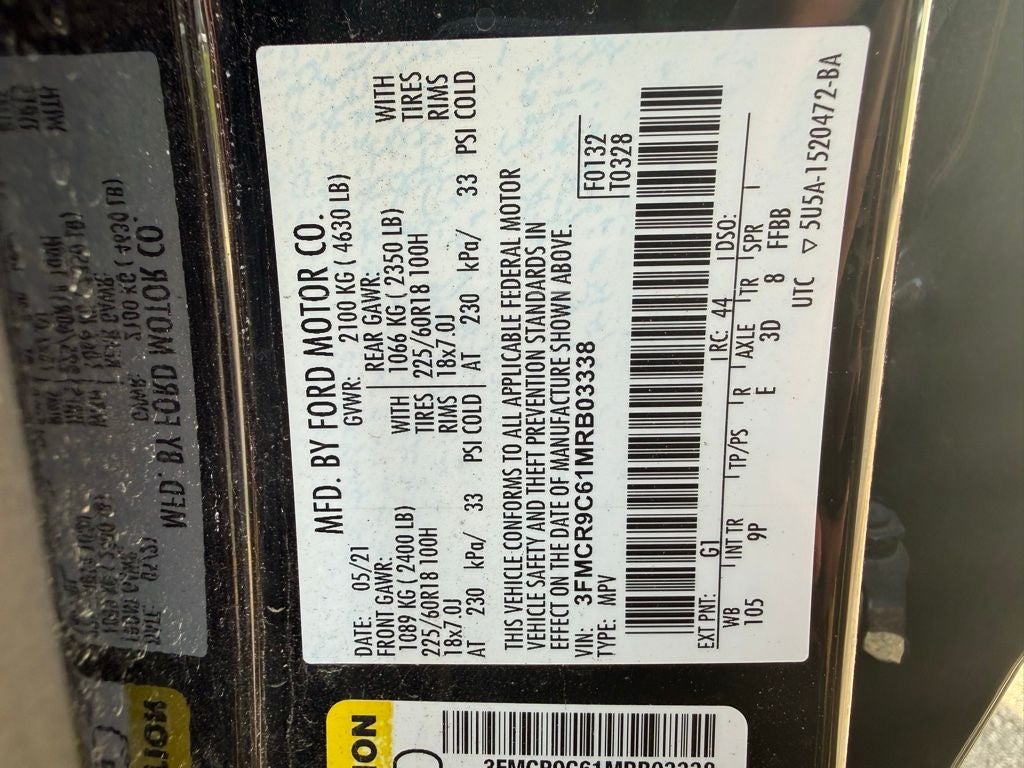 MFD. BY FORD MOTOR CO.
DATE: 05/21 GVWR: 2100 KG ( 4630 LB)
FRONT GAWR: REAR GAWR:
1089 KG ( 2400 LB) WITH 1066 KG ( 2350 LB) WITH
225/60R18 100H TIRES 225/60R18 100H TIRES
18x7.0J RIMS 18x7.0J RIMS
AT 230 kPa/ 33 PSI COLD AT 230 kPa/ 33 PSI COLD
THIS VEHICLE CONFORMS TO ALL APPLICABLE FEDERAL MOTOR
VEHICLE SAFETY AND THEFT PREVENTION STANDARDS IN
EFFECT ON THE DATE OF MANUFACTURE SHOWN ABOVE.
VIN: 3FMCR9C61MRB03338 F0132
TYPE: MPV T0328
EXT PNT: G1 RC: 44 DSO:
WB INT TR TP/PS R AXLE TR SPR
105 9P E 3D 8 FFBB
UTC ▽ 5U5A-1520472-BA
ION
3FMCR9C61MRB03338